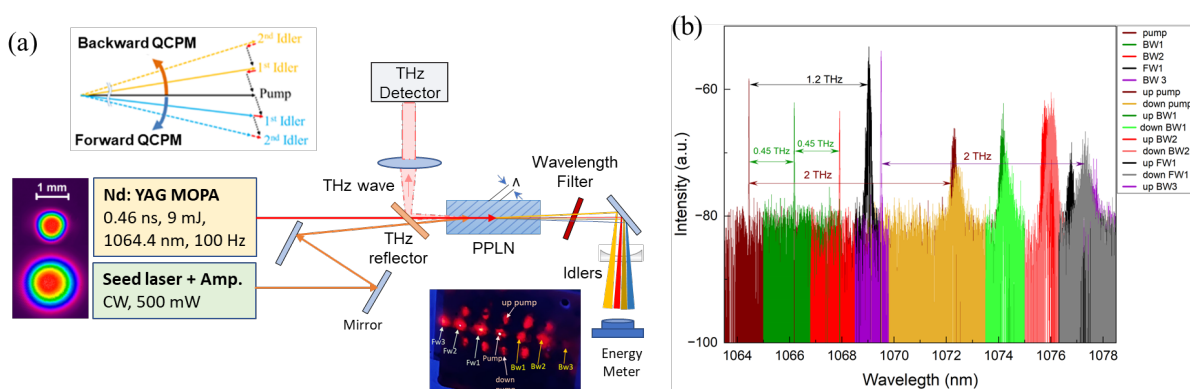 (a)
Backward QCPM
2nd Idler
1st Idler
Pump
1st Idler
2nd Idler
Forward QCPM
THz
Detector
THz wave
THz
reflector
Λ
PPLN
Wavelength
Filter
Idlers
Energy
Meter
1 mm
Nd: YAG MOPA
0.46 ns, 9 mJ,
1064.4 nm, 100 Hz
Seed laser + Amp.
CW, 500 mW
Mirror
up pump
Fw3
Fw2
Fw1
Pump
Bw1
Bw2
Bw3
down
(b)
Intensity (a.u.)
−60
−80
−100
1.2 THz
0.45 THz
0.45 THz
2 THz
2 THz
1064
1066
1068
1070
1072
1074
1076
1078
Wavelegth (nm)
pump
BW1
BW2
FW1
BW 3
up pump
down pump
up BW1
down BW1
up BW2
down BW2
up FW1
down FW1
up BW3